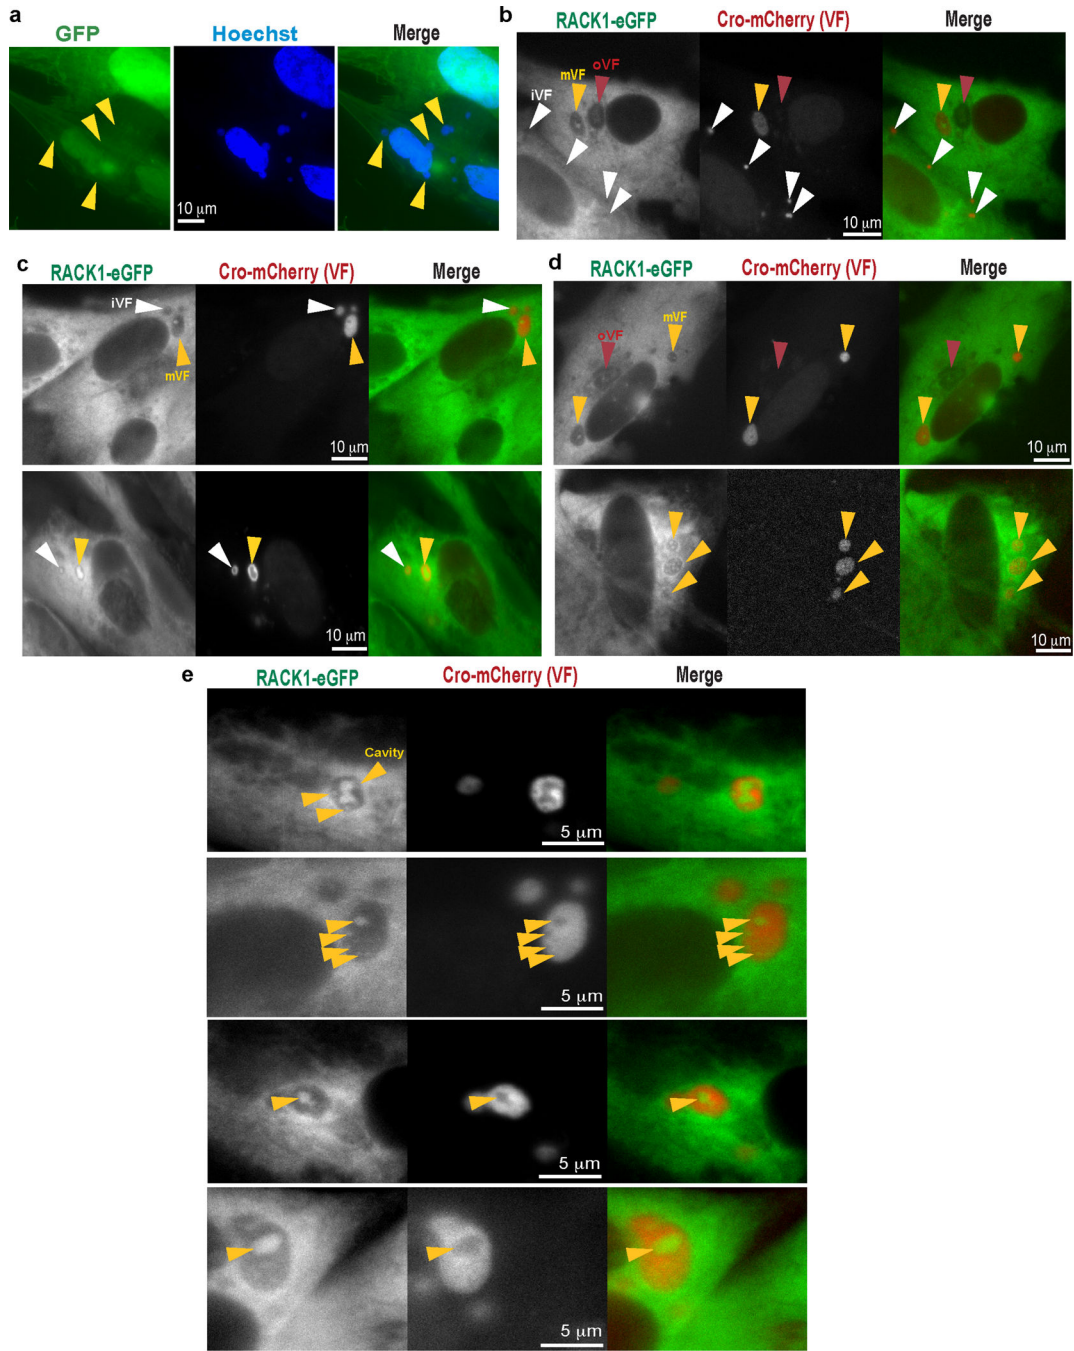 a
GFP
Hoechst
Merge
10 µm
b
RACK1-eGFP
Cro-mCherry (VF)
Merge
iVF
mVF
oVF
10 µm
c
RACK1-eGFP
Cro-mCherry (VF)
Merge
iVF
mVF
10 µm
10 µm
d
RACK1-eGFP
Cro-mCherry (VF)
Merge
oVF
mVF
10 µm
10 µm
e
RACK1-eGFP
Cro-mCherry (VF)
Merge
Cavity
5 µm
5 µm
5 µm
5 µm